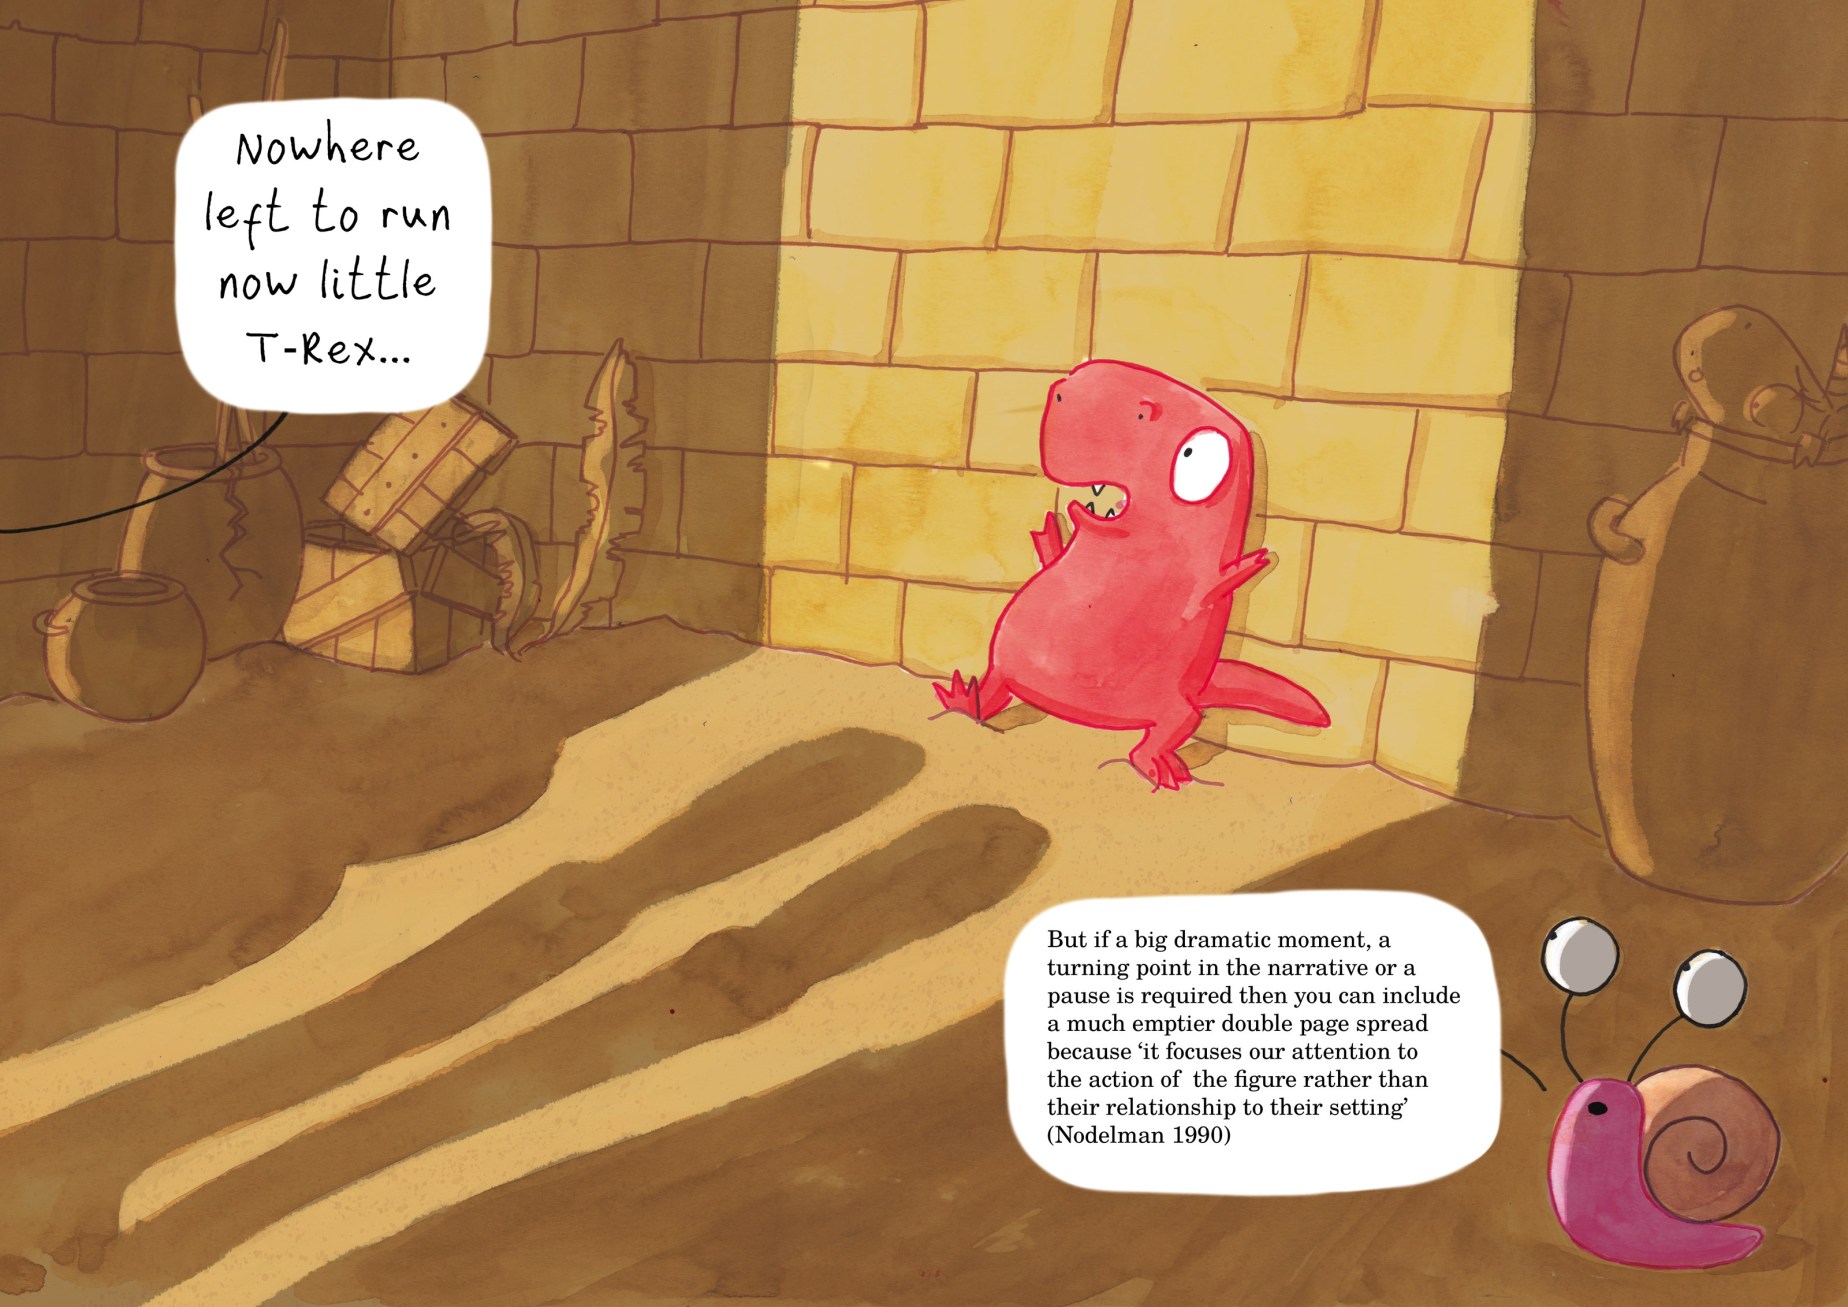 Nowhere
left to run
now little
T-Rex...
But if a big dramatic moment, a
turning point in the narrative or a
pause is required then you can include
a much emptier double page spread
because ‘it focuses our attention to
the action of  the figure rather than
their relationship to their setting’
(Nodelman 1990)